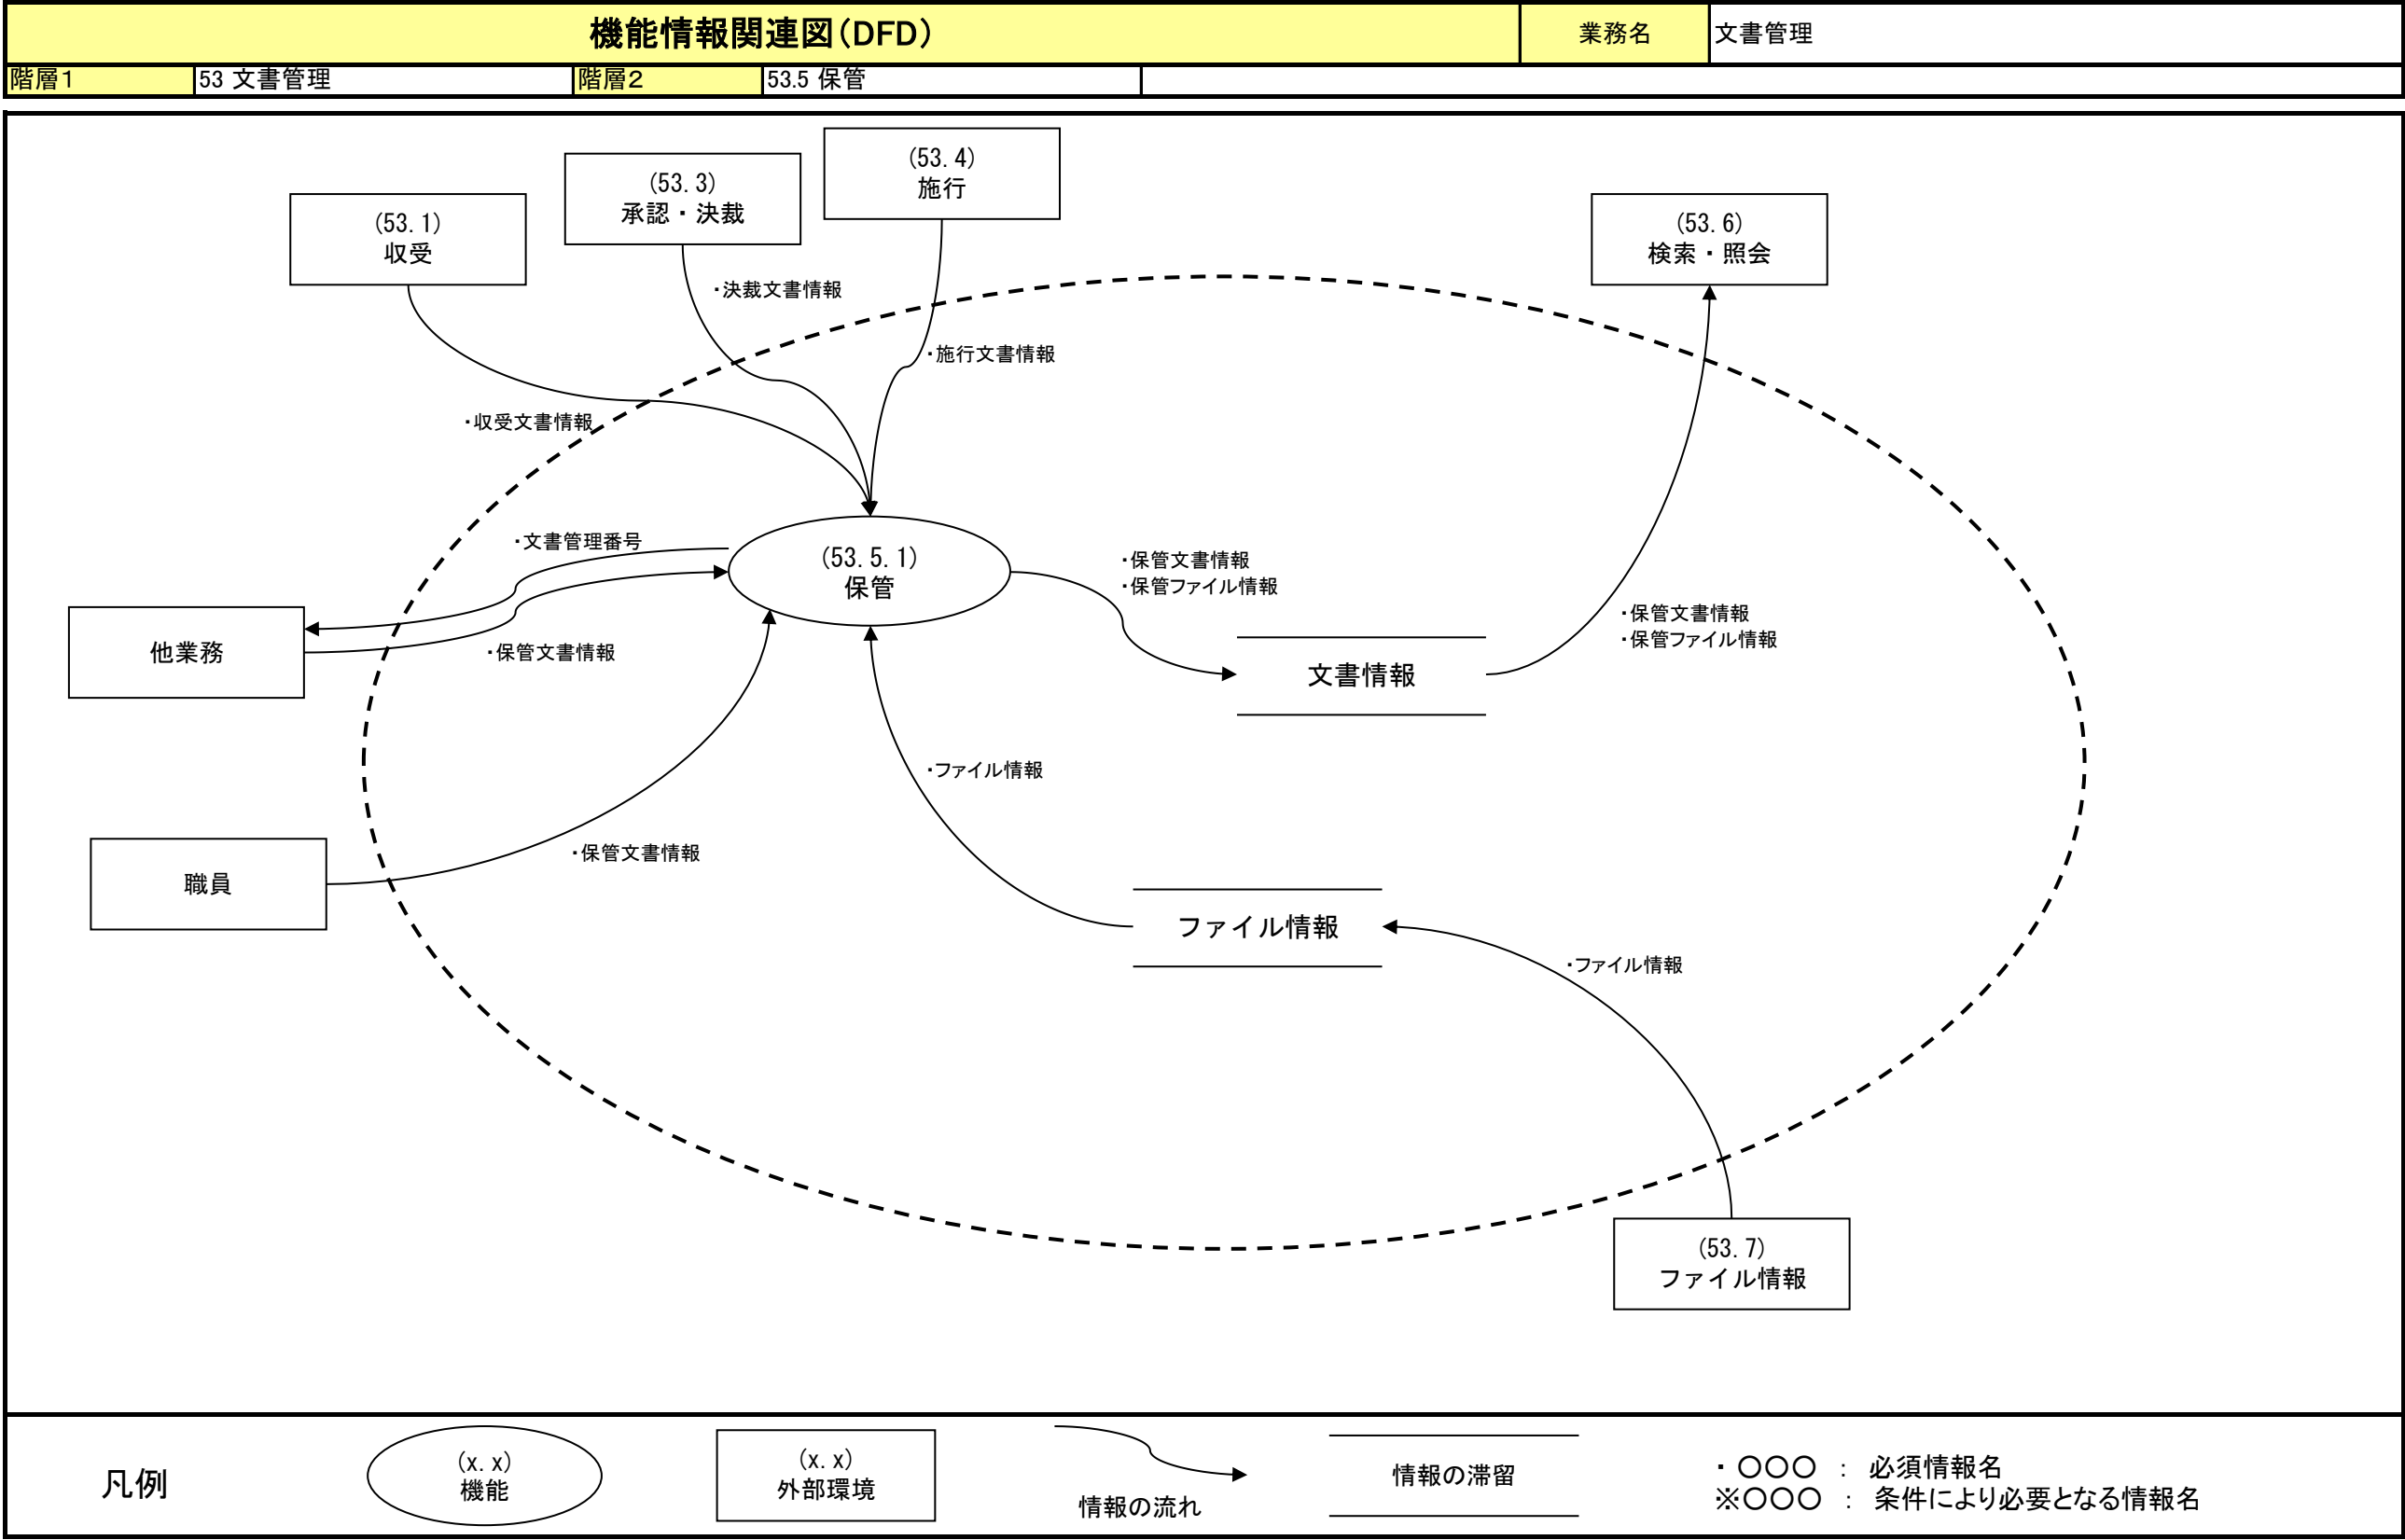 機能情報関連図(DFD)
業務名
文書管理
階層1
53 文書管理
階層2
53.5 保管
(53.1)
収受
(53.3)
承認・決裁
(53.4)
施行
(53.6)
検索・照会
・決裁文書情報
・施行文書情報
・収受文書情報
・文書管理番号
(53.5.1)
保管
・保管文書情報
・保管ファイル情報
・保管文書情報
・保管ファイル情報
他業務
・保管文書情報
文書情報
・ファイル情報
・保管文書情報
職員
ファイル情報
・ファイル情報
(53.7)
ファイル情報
凡例
(x.x)
機能
(x.x)
外部環境
情報の流れ
情報の滞留
・ 〇〇〇 : 必須情報名
※〇〇〇 : 条件により必要となる情報名